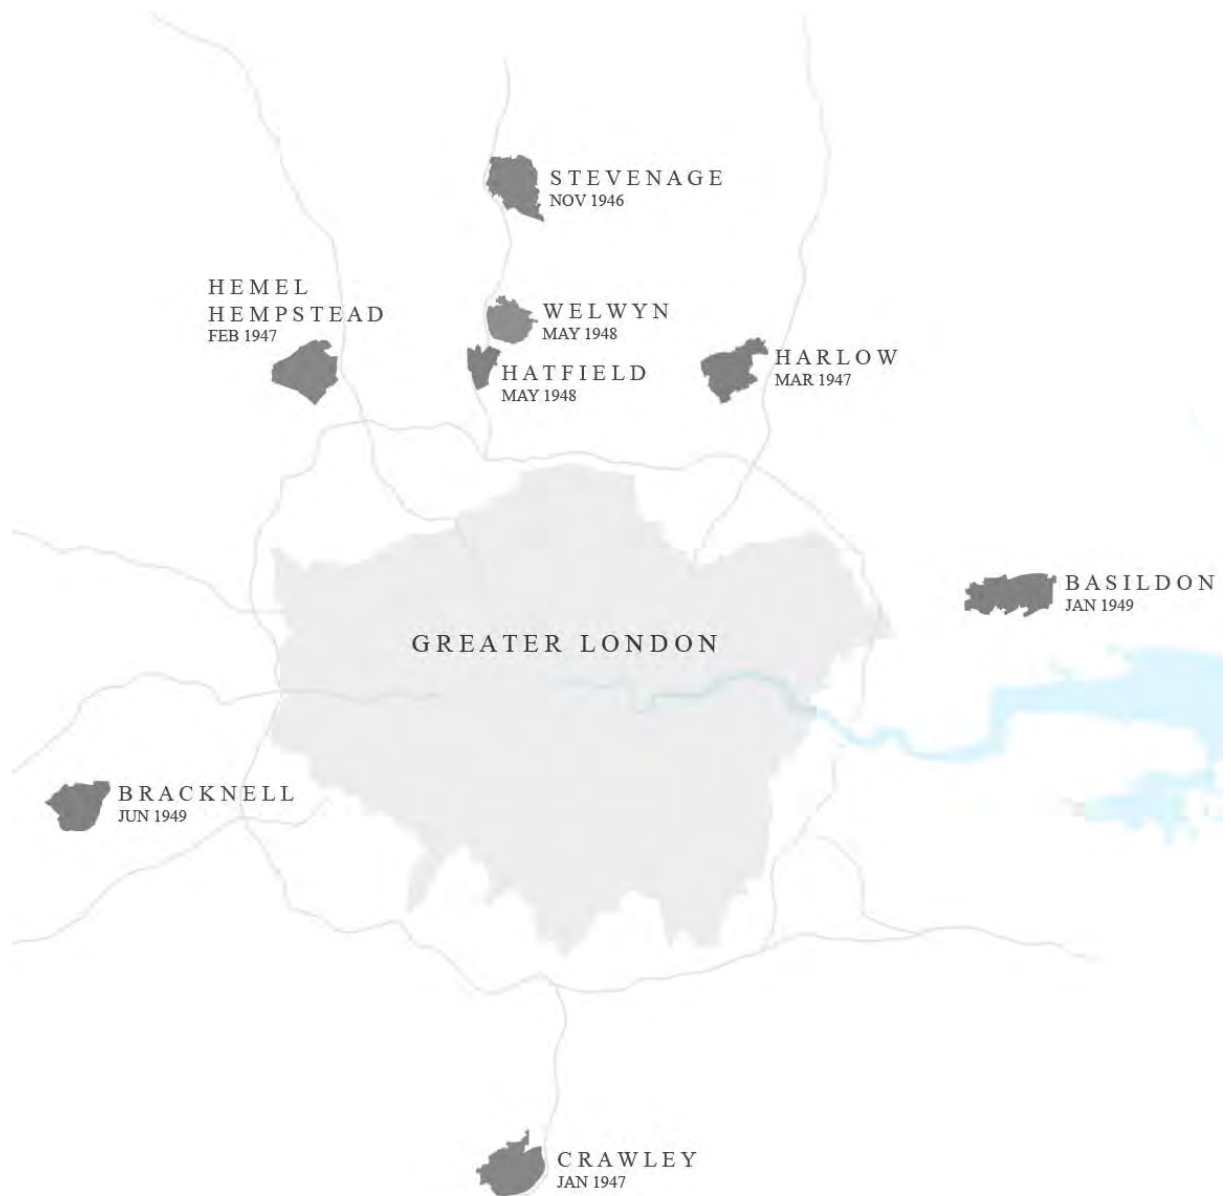 STEVENAGE
NOV 1946
HEMEL
HEMPSTEAD
FEB 1947
WELWYN
MAY 1948
HATFIELD
MAY 1948
HARLOW
MAR 1947
BASILDON
JAN 1949
GREATER LONDON
BRACKNELL
JUN 1949
CRAWLEY
JAN 1947